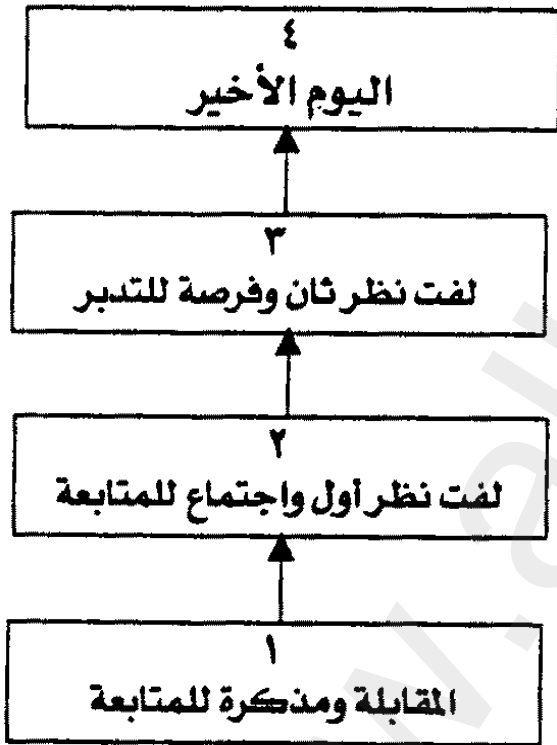 ٤
اليوم الأخير
٣
لفت نظر ثان وفرصة للتدبر
٢
لفت نظر أول واجتماع للمتابعة
١
المقابلة ومذكرة للمتابعة